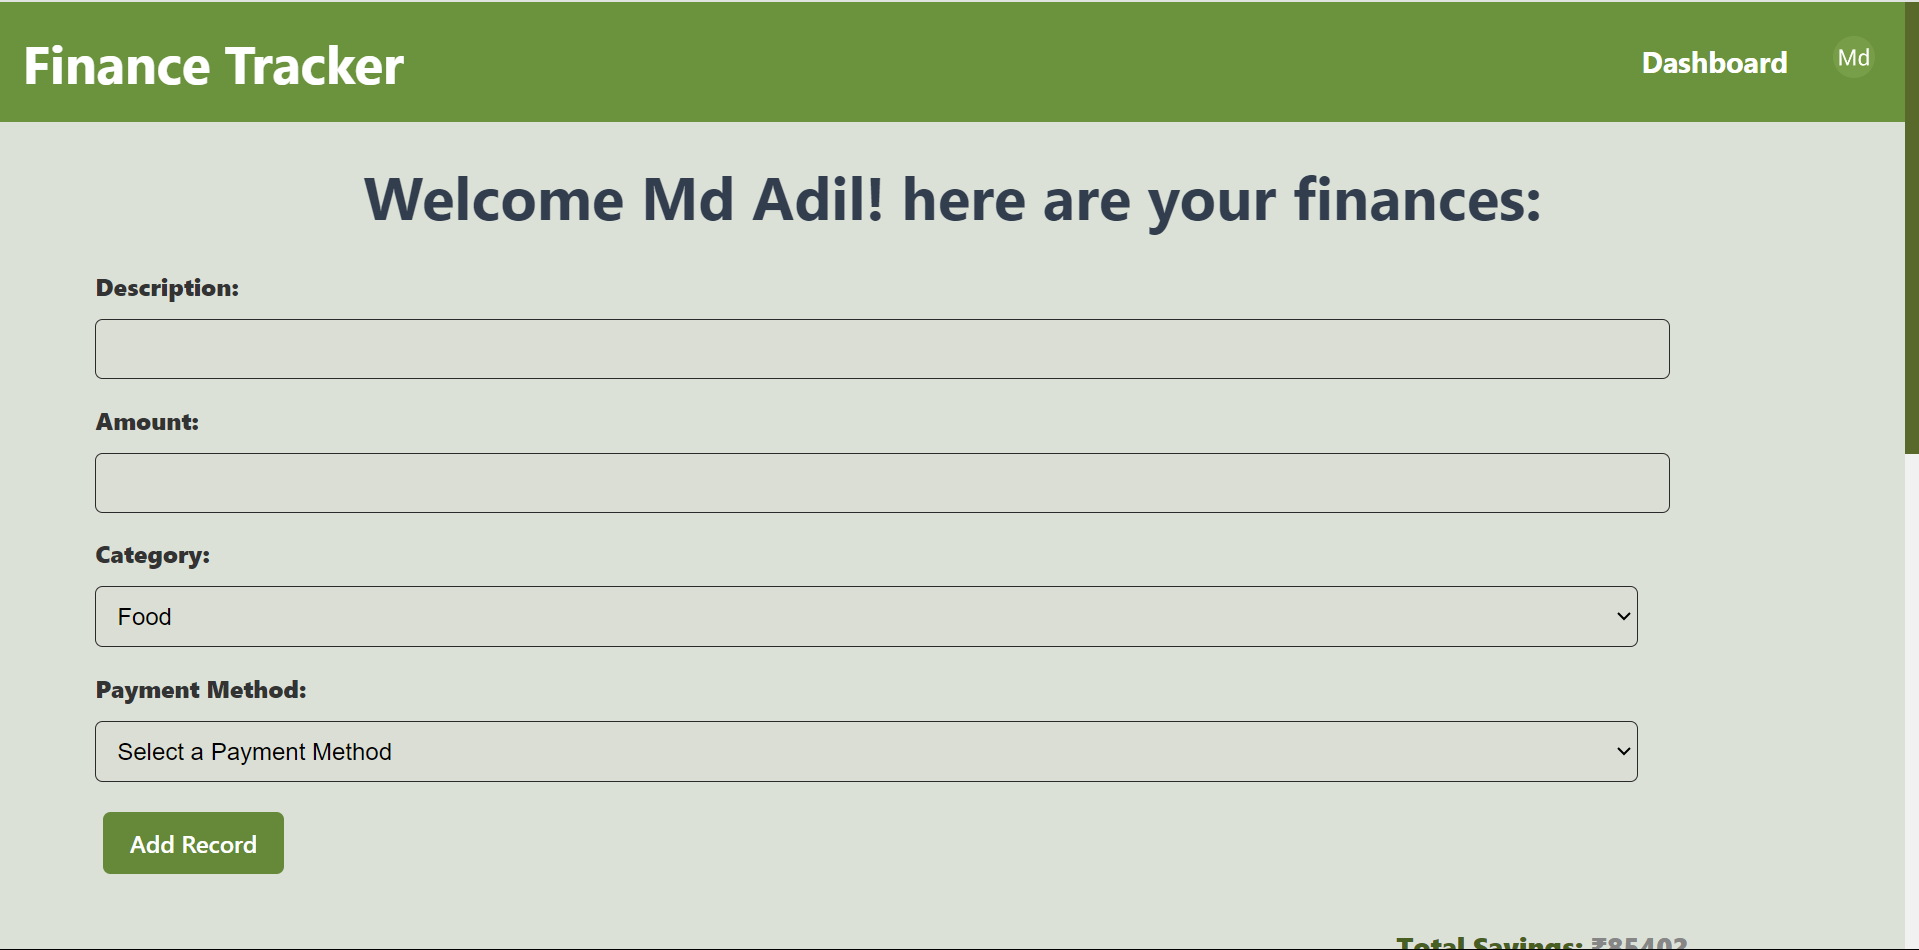 Finance Tracker
Dashboard
Md
Welcome Md Adil! here are your finances:
Description:
Amount:
Category:
Food
Payment Method:
Select a Payment Method
Add Record
Total Savings: